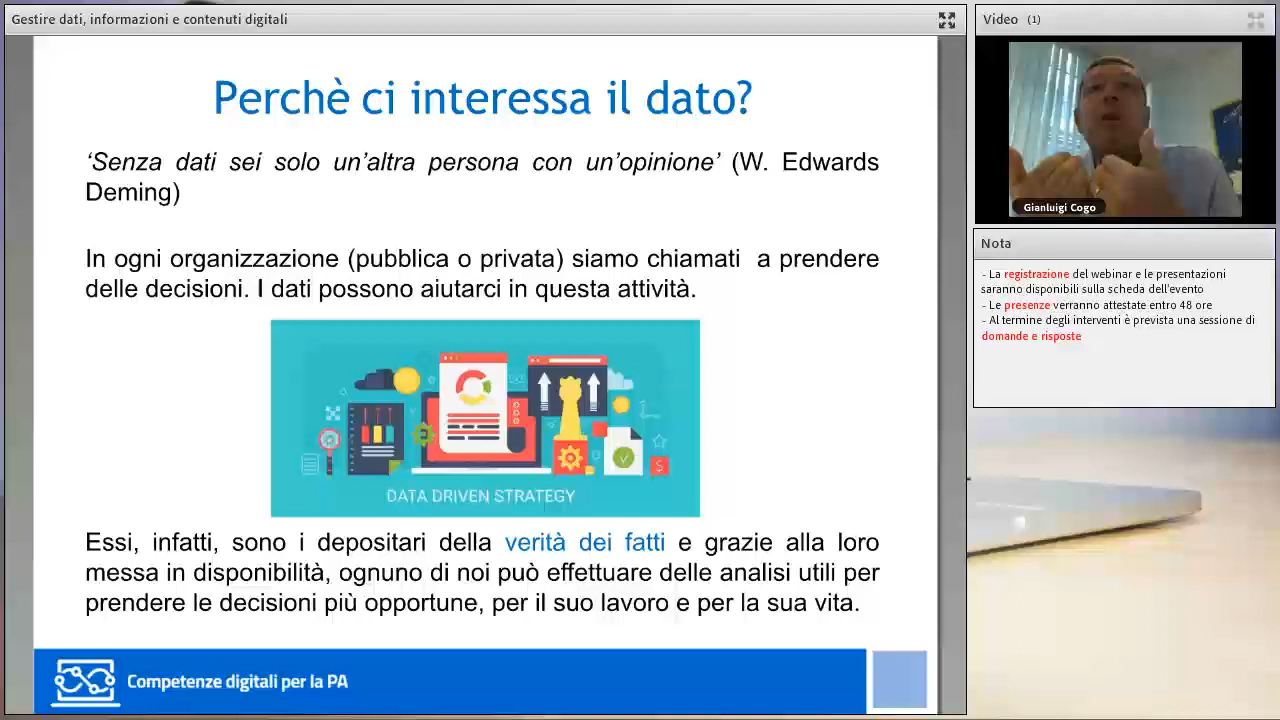 Gestire dati, informazioni e contenuti digitali
Perchè ci interessa il dato?
‘Senza dati sei solo un’altra persona con un’opinione’ (W. Edwards
Deming)
In ogni organizzazione (pubblica o privata) siamo chiamati a prendere
delle decisioni. I dati possono aiutarci in questa attività.
DATA DRIVEN STRATEGY
Essi, infatti, sono i depositari della verità dei fatti e grazie alla loro
messa in disponibilità, ognuno di noi può effettuare delle analisi utili per
prendere le decisioni più opportune, per il suo lavoro e per la sua vita.
Competenze digitali per la PA
Video (1)
Gianluigi Cogo
Nota
- La registrazione del webinar e le presentazioni
saranno disponibili sulla scheda dell'evento
- Le presenze verranno attestate entro 48 ore
- Al termine degli interventi è prevista una sessione di
domande e risposte